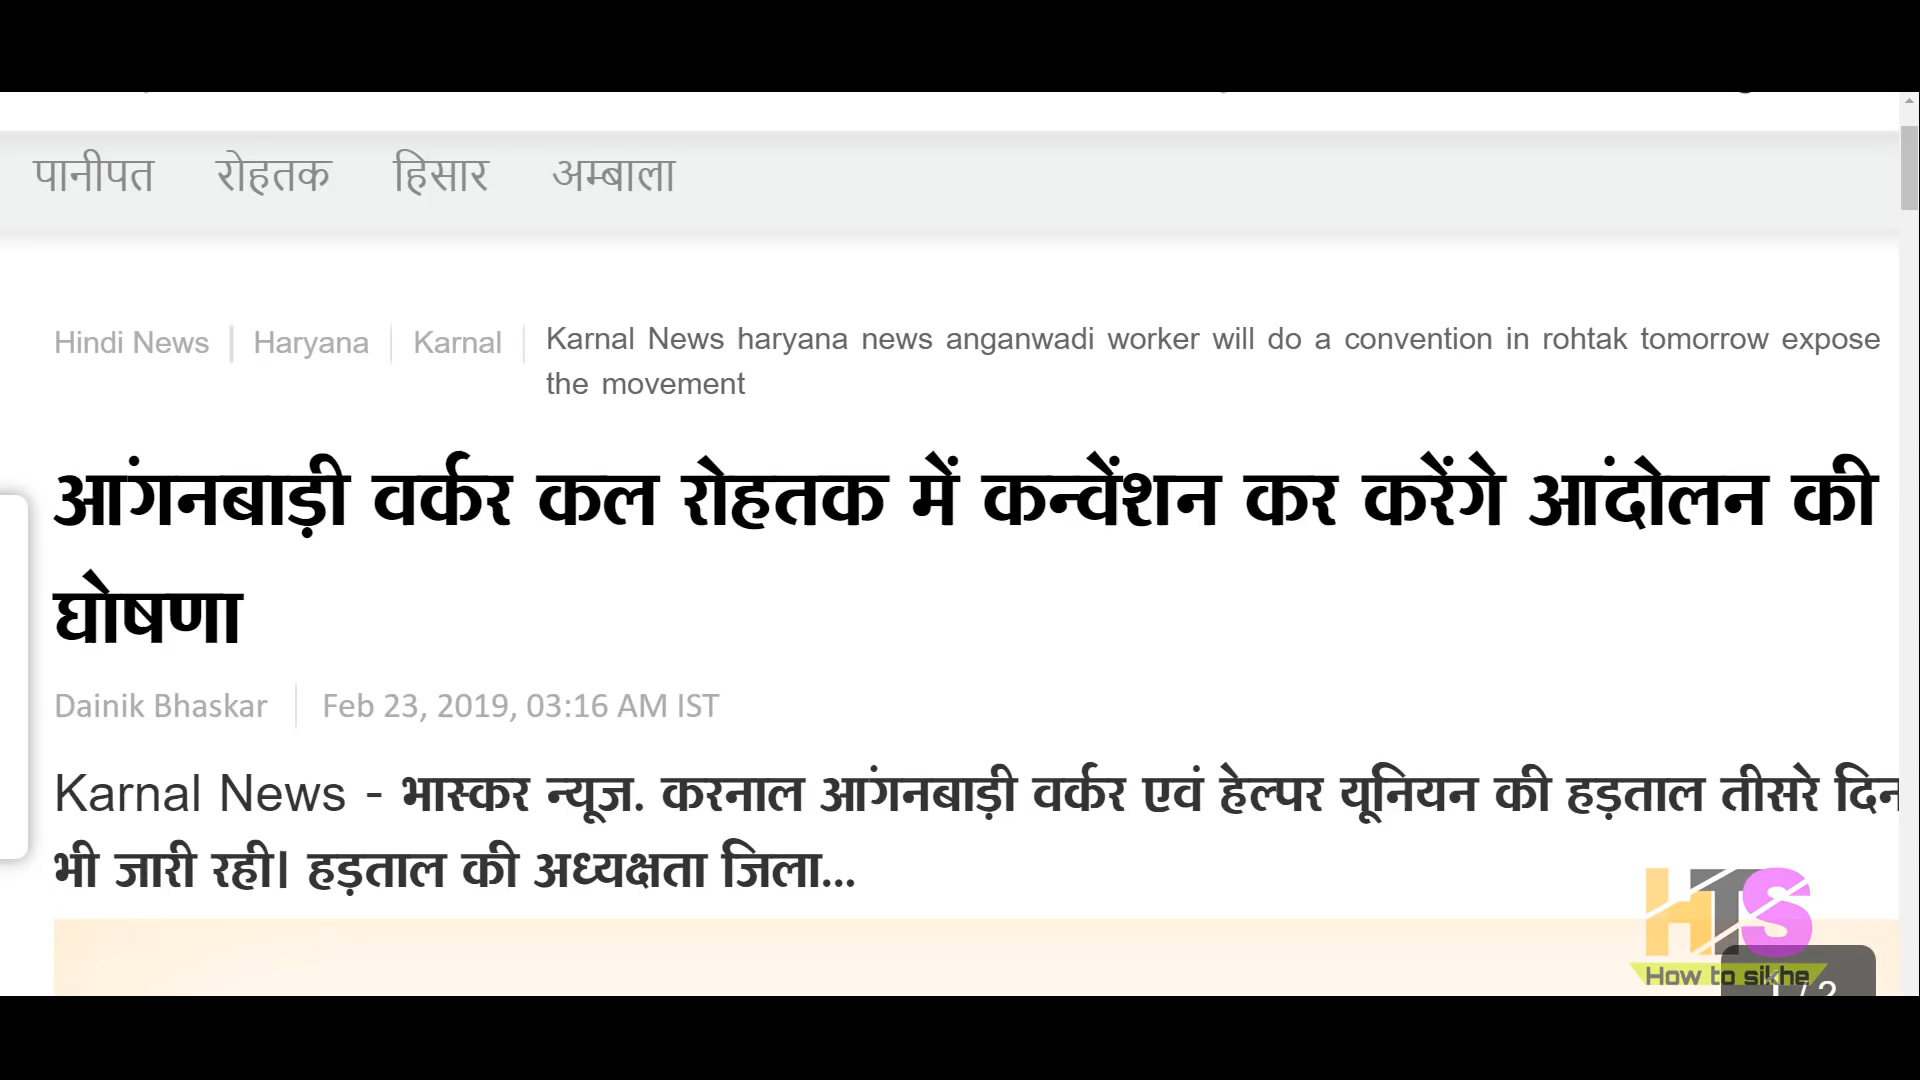 पानीपत रोहतक हिसार अम्बाला
Hindi News Haryana Karnal Karnal News haryana news anganwadi worker will do a convention in rohtak tomorrow expose
the movement
आंगनबाड़ी वर्कर कल रोहतक में कन्वेंशन कर करेंगे आंदोलन की
घोषणा
Dainik Bhaskar Feb 23, 2019, 03:16 AM IST
Karnal News - भास्कर न्यूज. करनाल आंगनबाड़ी वर्कर एवं हेल्पर यूनियन की हड़ताल तीसरे दिन
भी जारी रही। हड़ताल की अध्यक्षता जिला...
HTS
How to sikhe
1 / 2